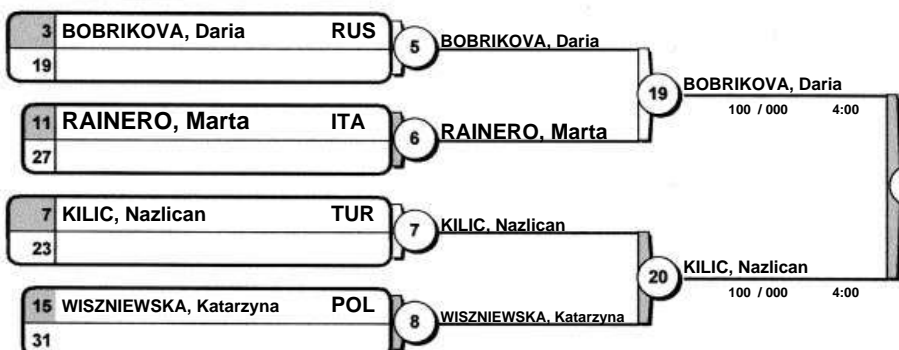 3 BOBRIKOVA, Daria RUS
19
5 BOBRIKOVA, Daria
11 RAINERO, Marta ITA
27
6 RAINERO, Marta
19 BOBRIKOVA, Daria
100 / 000 4:00
7 KILIC, Nazlican TUR
23
7 KILIC, Nazlican
15 WISZNIEWSKA, Katarzyna POL
31
8 WISZNIEWSKA, Katarzyna
20 KILIC, Nazlican
100 / 000 4:00